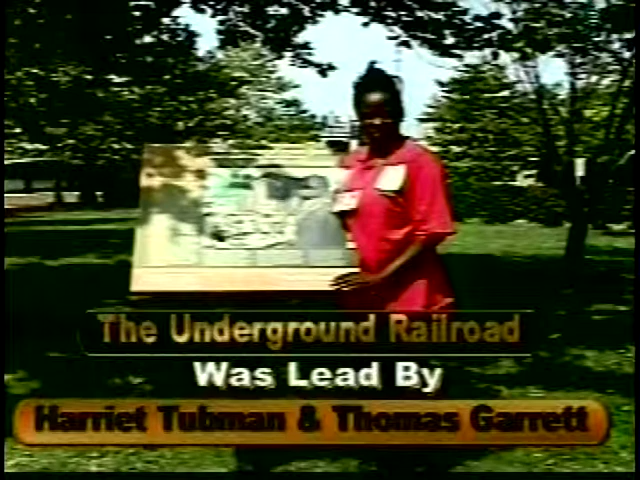 The Underground Railroad
Was Lead By
Harriet Tubman & Thomas Garrett